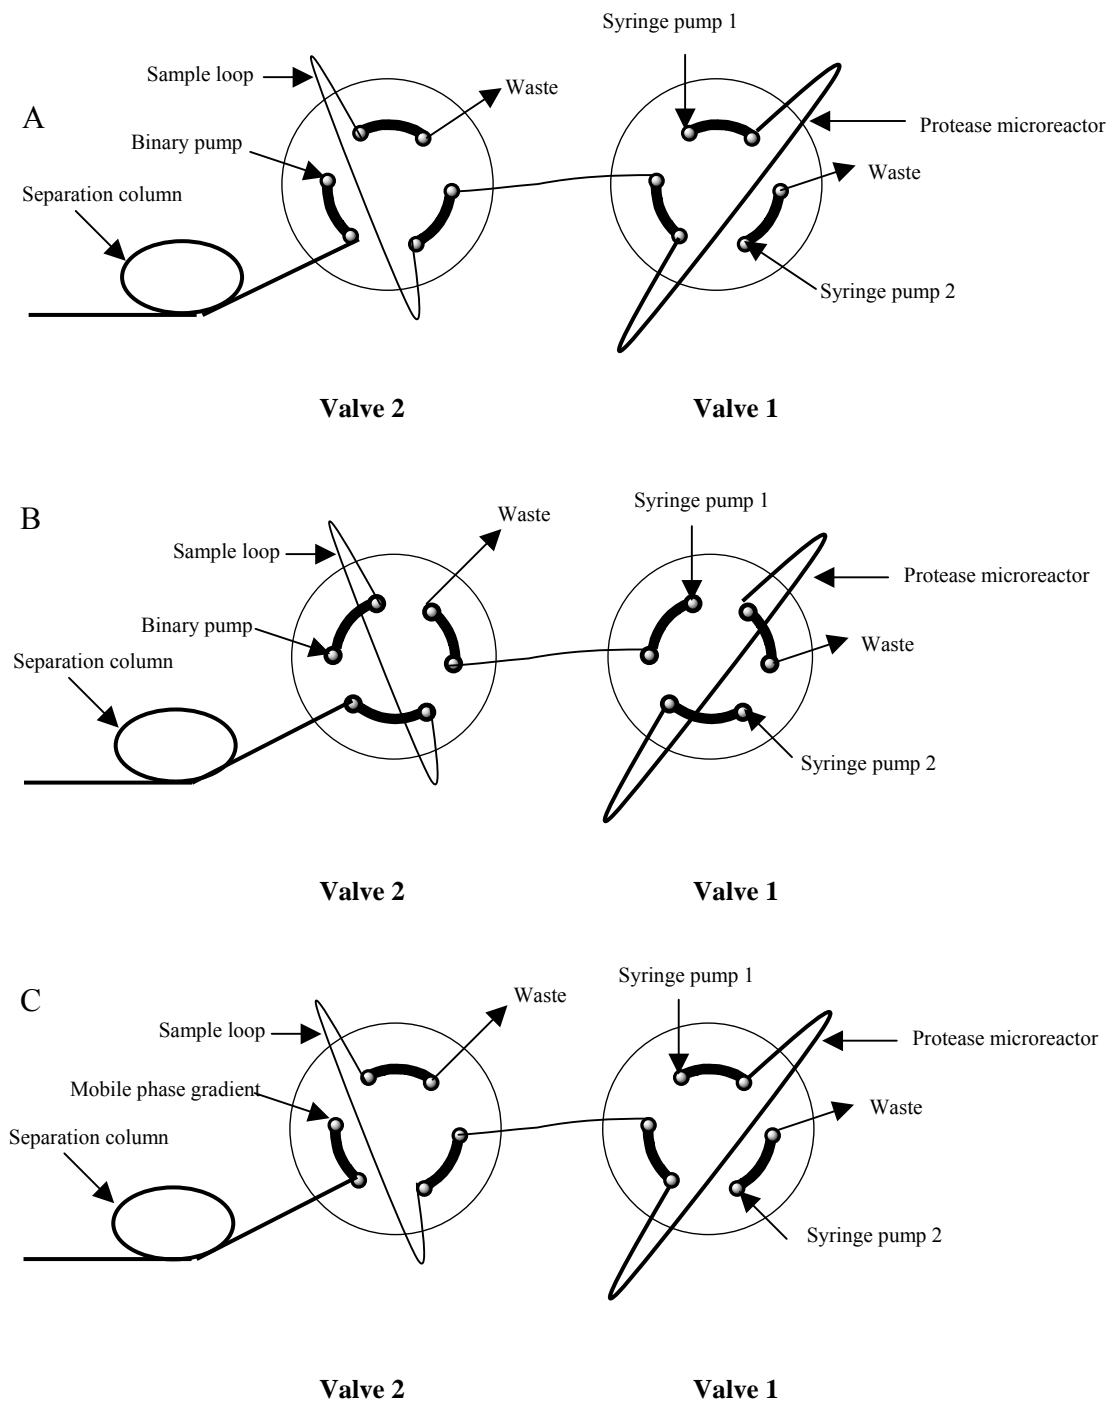 Syringe pump 1
Sample loop
Waste
A
Binary pump
Protease microreactor
Waste
Separation column
Syringe pump 2
Valve 2
Valve 1
B
Syringe pump 1
Waste
Sample loop
Protease microreactor
Binary pump
Waste
Separation column
Syringe pump 2
Valve 2
Valve 1
C
Syringe pump 1
Waste
Sample loop
Protease microreactor
Mobile phase gradient
Waste
Separation column
Syringe pump 2
Valve 2
Valve 1